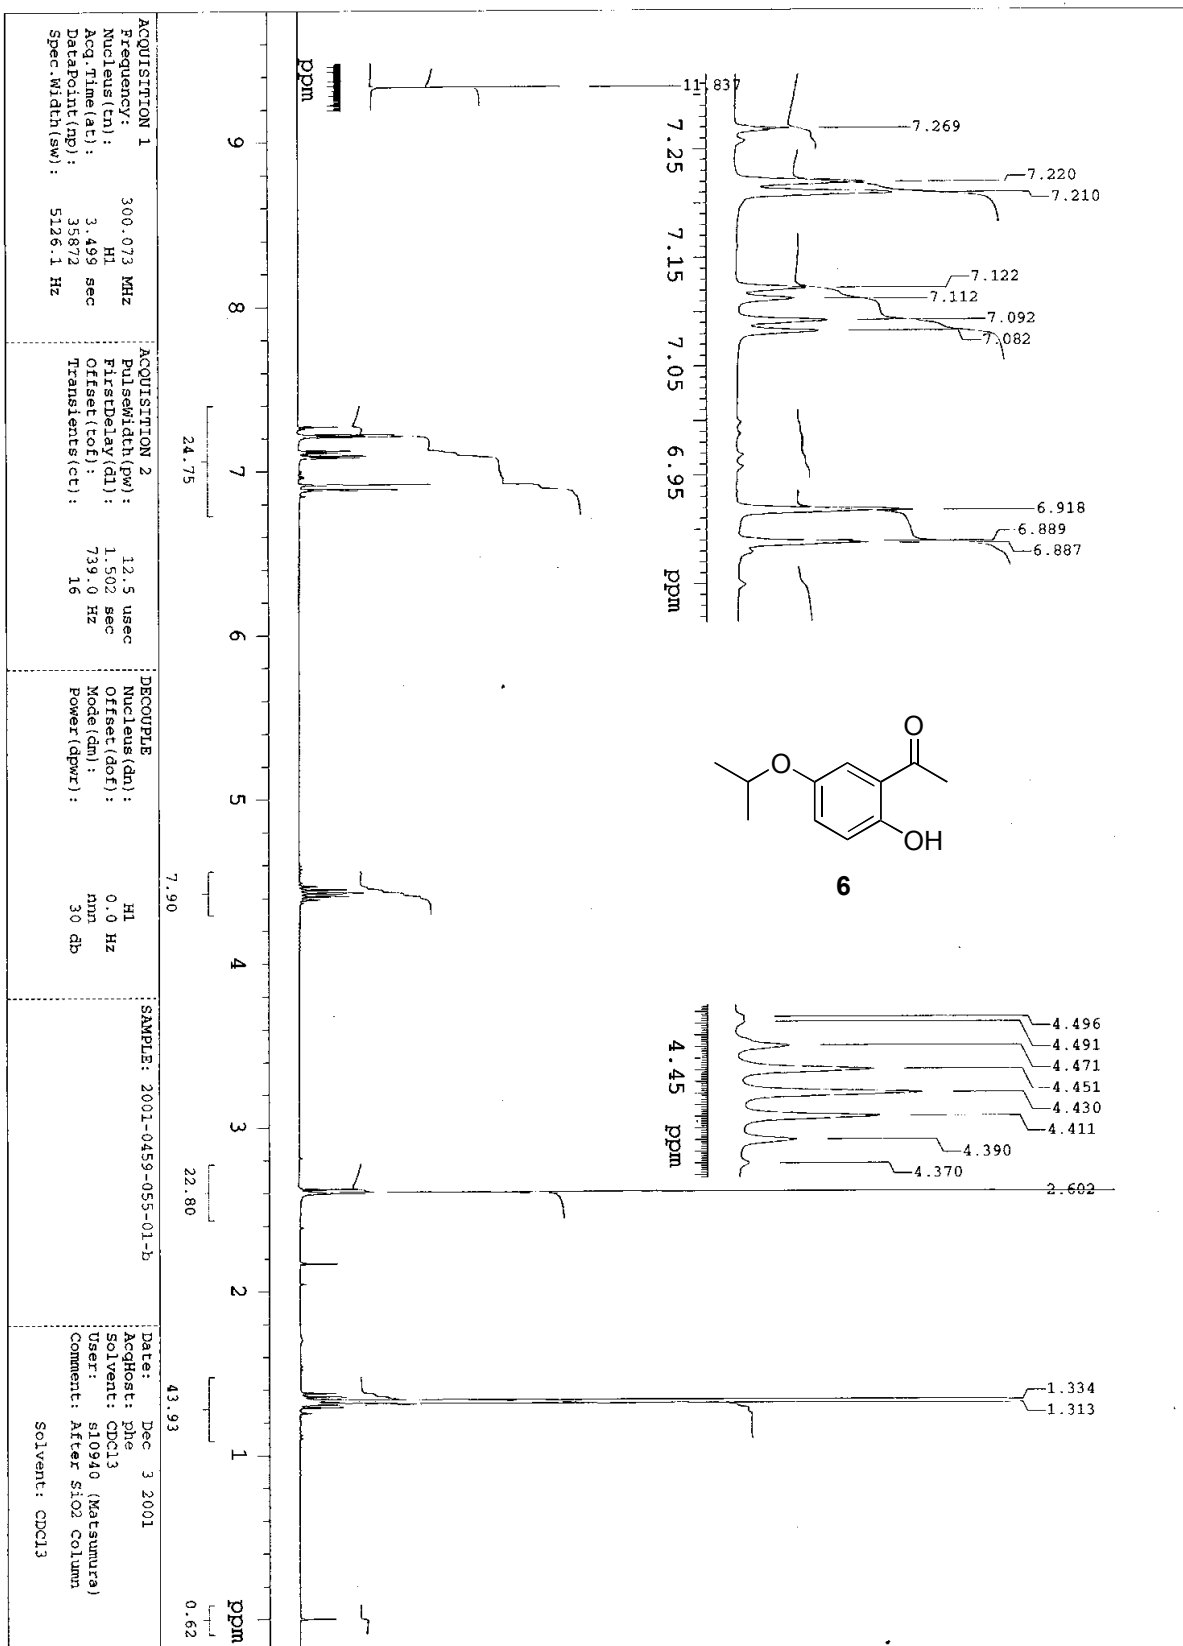 11.837
7.269
7.220
7.210
7.122
7.112
7.092
7.082
6.918
6.889
6.887
4.496
4.491
4.471
4.451
4.430
4.411
4.390
4.370
2.602
1.334
1.313
7.25 7.15 7.05 6.95 ppm
4.45 ppm
O
O
OH
6
ppm
9 8 7 6 5 4 3 2 1 ppm
24.75 7.90 22.80 43.93 0.62
ACQUISITION 1
Frequency: 300.073 MHz
Nucleus(tn): H1
Acq.Time(at): 3.499 sec
DataPoint(np): 35872
Spec.Width(sw): 5126.1 Hz
ACQUISITION 2
PulseWidth(pw): 12.5 usec
FirstDelay(d1): 1.502 sec
Offset(tof): 739.0 Hz
Transients(ct): 16
DECOUPLE
Nucleus(dn): H1
Offset(dof): 0.0 Hz
Mode(dm): nnn
Power(dpwr): 30 db
SAMPLE: 2001-0459-055-01-b
Date: Dec 3 2001
AcqHost: phe
Solvent: CDCl3
User: s10940 (Matsumura)
Comment: After SiO2 Column
Solvent: CDCl3